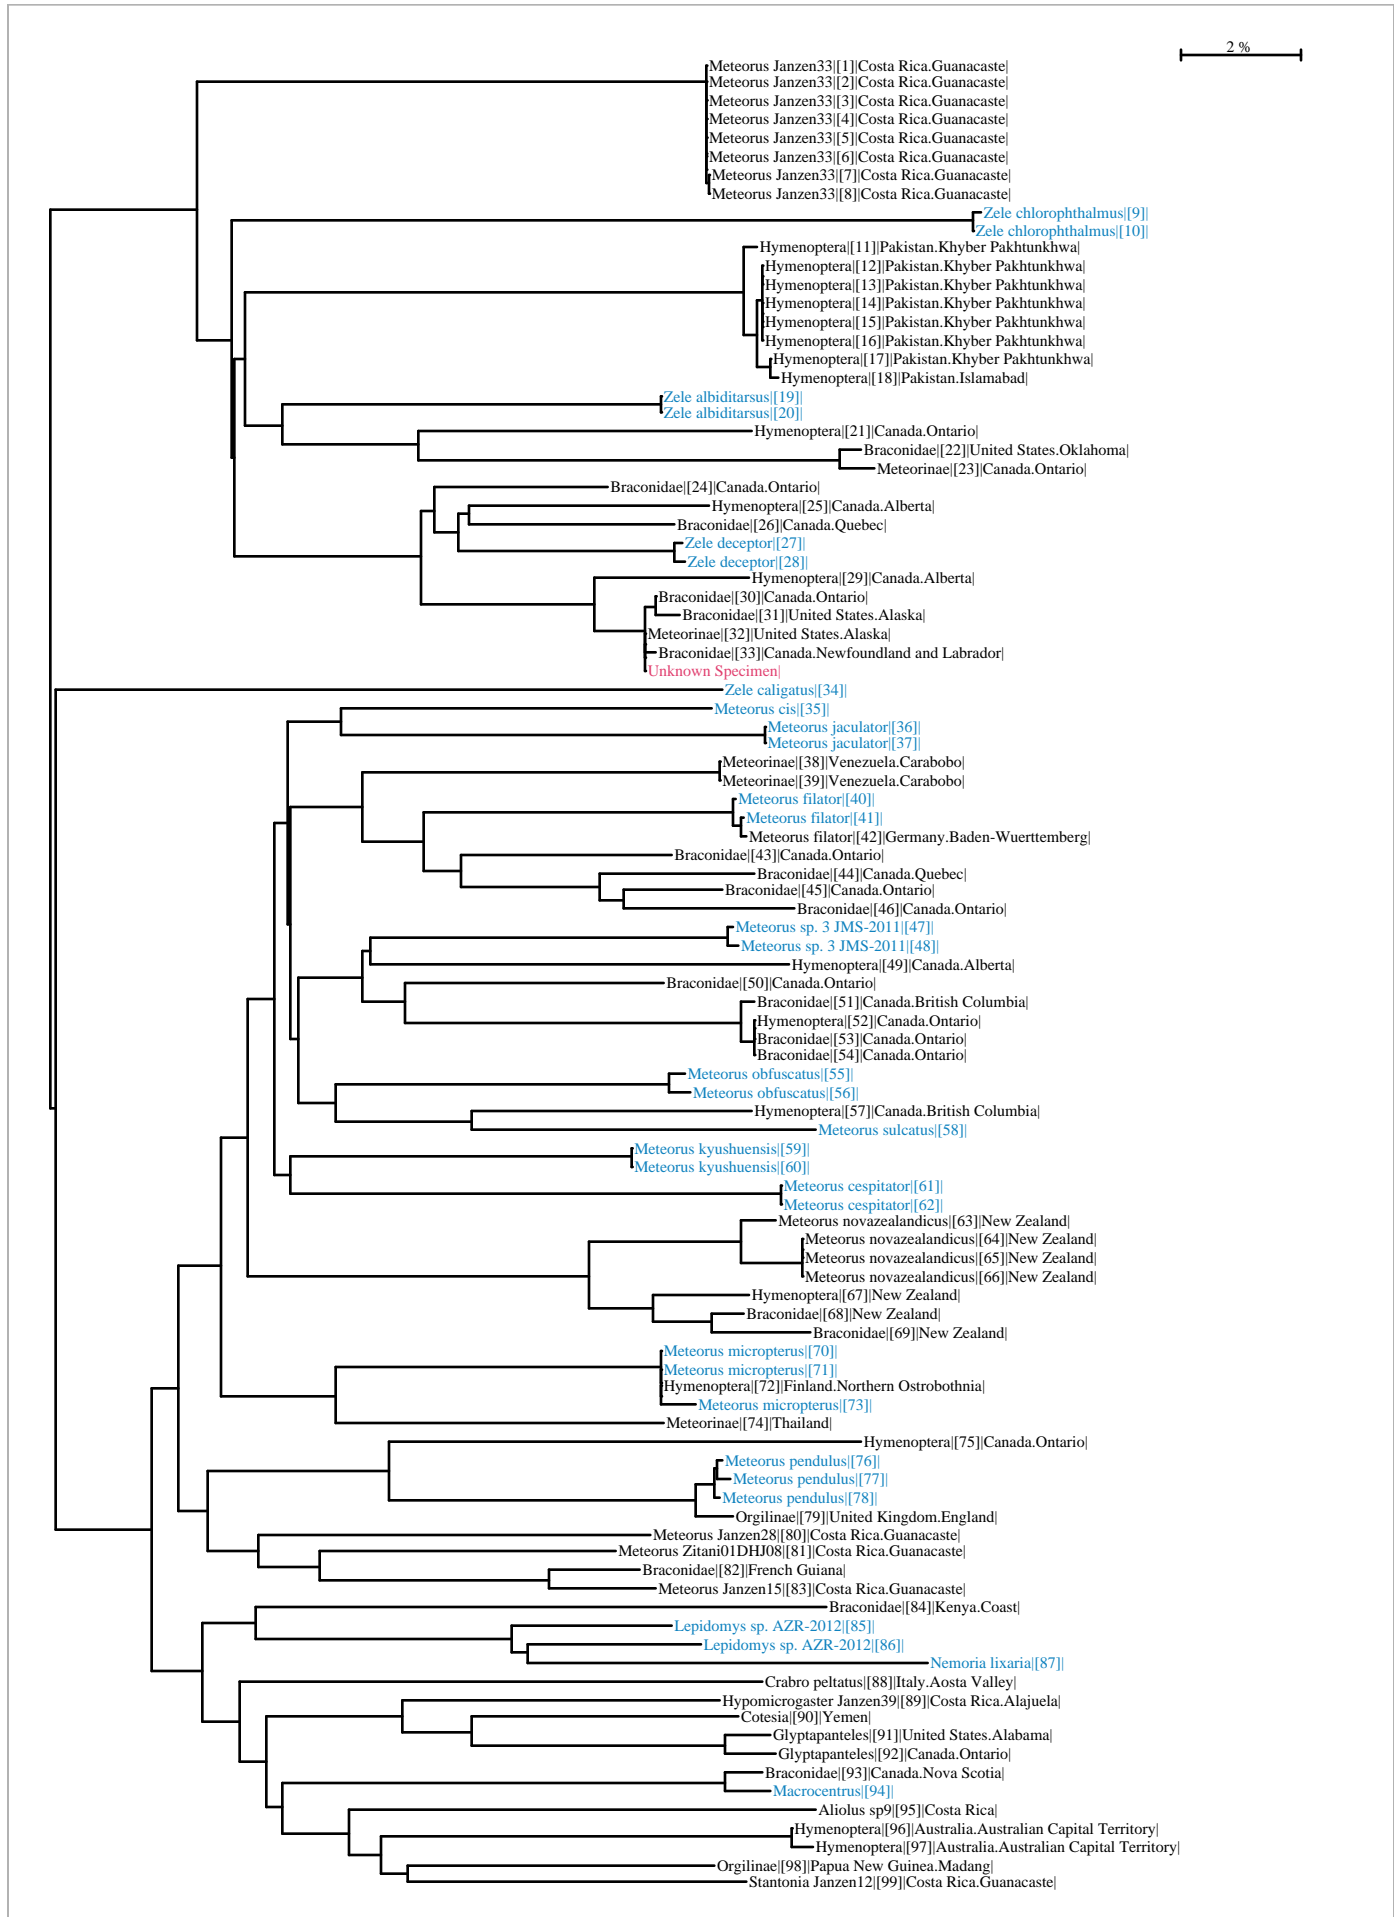 2 %
Meteorus Janzen33|[1]|Costa Rica.Guanacaste|
Meteorus Janzen33|[2]|Costa Rica.Guanacaste|
Meteorus Janzen33|[3]|Costa Rica.Guanacaste|
Meteorus Janzen33|[4]|Costa Rica.Guanacaste|
Meteorus Janzen33|[5]|Costa Rica.Guanacaste|
Meteorus Janzen33|[6]|Costa Rica.Guanacaste|
Meteorus Janzen33|[7]|Costa Rica.Guanacaste|
Meteorus Janzen33|[8]|Costa Rica.Guanacaste|
Zele chlorophthalmus|[9]|
Zele chlorophthalmus|[10]|
Hymenoptera|[11]|Pakistan.Khyber Pakhtunkhwa|
Hymenoptera|[12]|Pakistan.Khyber Pakhtunkhwa|
Hymenoptera|[13]|Pakistan.Khyber Pakhtunkhwa|
Hymenoptera|[14]|Pakistan.Khyber Pakhtunkhwa|
Hymenoptera|[15]|Pakistan.Khyber Pakhtunkhwa|
Hymenoptera|[16]|Pakistan.Khyber Pakhtunkhwa|
Hymenoptera|[17]|Pakistan.Khyber Pakhtunkhwa|
Hymenoptera|[18]|Pakistan.Islamabad|
Zele albiditarsus|[19]|
Zele albiditarsus|[20]|
Hymenoptera|[21]|Canada.Ontario|
Braconidae|[22]|United States.Oklahoma|
Meteorinae|[23]|Canada.Ontario|
Braconidae|[24]|Canada.Ontario|
Hymenoptera|[25]|Canada.Alberta|
Braconidae|[26]|Canada.Quebec|
Zele deceptor|[27]|
Zele deceptor|[28]|
Hymenoptera|[29]|Canada.Alberta|
Braconidae|[30]|Canada.Ontario|
Braconidae|[31]|United States.Alaska|
Meteorinae|[32]|United States.Alaska|
Braconidae|[33]|Canada.Newfoundland and Labrador|
Unknown Specimen|
Zele caligatus|[34]|
Meteorus cis|[35]|
Meteorus jaculator|[36]|
Meteorus jaculator|[37]|
Meteorinae|[38]|Venezuela.Carabobo|
Meteorinae|[39]|Venezuela.Carabobo|
Meteorus filator|[40]|
Meteorus filator|[41]|
Meteorus filator|[42]|Germany.Baden-Wuerttemberg|
Braconidae|[43]|Canada.Ontario|
Braconidae|[44]|Canada.Quebec|
Braconidae|[45]|Canada.Ontario|
Braconidae|[46]|Canada.Ontario|
Meteorus sp. 3 JMS-2011|[47]|
Meteorus sp. 3 JMS-2011|[48]|
Hymenoptera|[49]|Canada.Alberta|
Braconidae|[50]|Canada.Ontario|
Braconidae|[51]|Canada.British Columbia|
Hymenoptera|[52]|Canada.Ontario|
Braconidae|[53]|Canada.Ontario|
Braconidae|[54]|Canada.Ontario|
Meteorus obfuscatus|[55]|
Meteorus obfuscatus|[56]|
Hymenoptera|[57]|Canada.British Columbia|
Meteorus sulcatus|[58]|
Meteorus kyushuensis|[59]|
Meteorus kyushuensis|[60]|
Meteorus cespitator|[61]|
Meteorus cespitator|[62]|
Meteorus novazealandicus|[63]|New Zealand|
Meteorus novazealandicus|[64]|New Zealand|
Meteorus novazealandicus|[65]|New Zealand|
Meteorus novazealandicus|[66]|New Zealand|
Hymenoptera|[67]|New Zealand|
Braconidae|[68]|New Zealand|
Braconidae|[69]|New Zealand|
Meteorus micropterus|[70]|
Meteorus micropterus|[71]|
Hymenoptera|[72]|Finland.Northern Ostrobothnia|
Meteorus micropterus|[73]|
Meteorinae|[74]|Thailand|
Hymenoptera|[75]|Canada.Ontario|
Meteorus pendulus|[76]|
Meteorus pendulus|[77]|
Meteorus pendulus|[78]|
Orgilinae|[79]|United Kingdom.England|
Meteorus Janzen28|[80]|Costa Rica.Guanacaste|
Meteorus Zitani01DHJ08|[81]|Costa Rica.Guanacaste|
Braconidae|[82]|French Guiana|
Meteorus Janzen15|[83]|Costa Rica.Guanacaste|
Braconidae|[84]|Kenya.Coast|
Lepidomys sp. AZR-2012|[85]|
Lepidomys sp. AZR-2012|[86]|
Nemoria lixaria|[87]|
Crabro peltatus|[88]|Italy.Aosta Valley|
Hypomicrogaster Janzen39|[89]|Costa Rica.Alajuela|
Cotesia|[90]|Yemen|
Glyptapanteles|[91]|United States.Alabama|
Glyptapanteles|[92]|Canada.Ontario|
Braconidae|[93]|Canada.Nova Scotia|
Macrocentrus|[94]|
Aliolus sp9|[95]|Costa Rica|
Hymenoptera|[96]|Australia.Australian Capital Territory|
Hymenoptera|[97]|Australia.Australian Capital Territory|
Orgilinae|[98]|Papua New Guinea.Madang|
Stantonia Janzen12|[99]|Costa Rica.Guanacaste|